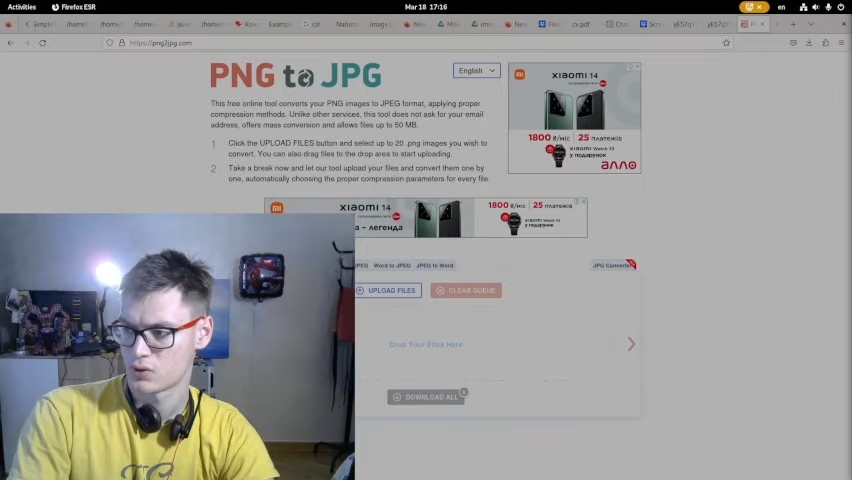 Activities
Firefox ESR
Mar 18 17:16
en
https://png2jpg.com
PNG to JPG
English
This free online tool converts your PNG images to JPEG format, applying proper
compression methods. Unlike other services, this tool does not ask for your email
address, offers mass conversion and allows files up to 50 MB.
1 Click the UPLOAD FILES button and select up to 20 .png images you wish to
convert. You can also drag files to the drop area to start uploading.
2 Take a break now and let our tool upload your files and convert them one by
one, automatically choosing the proper compression parameters for every file.
XIAOMI 14
1800 ₴/міс 25 платежів
XIAOMI Watch S3
у подарунок
алло
XIAOMI 14
- легенда
1800 ₴/міс 25 платежів
XIAOMI Watch S3
у подарунок
Word to JPEG
JPEG to Word
JPG Converter
UPLOAD FILES
CLEAR QUEUE
Drop Your Files Here
DOWNLOAD ALL